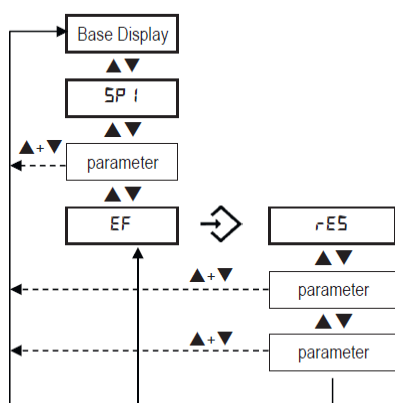 Base Display
▲▼
SP1
▲▼
▲+▼
parameter
▲▼
EF
rES
▲▼
▲+▼
parameter
▲▼
▲+▼
parameter